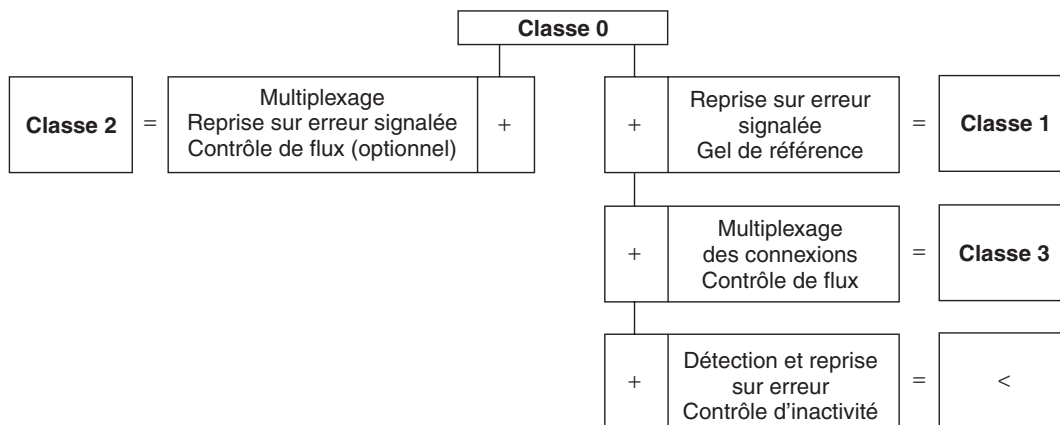 Classe 0
Classe 2
=
Multiplexage
Reprise sur erreur signalée
Contrôle de flux (optionnel)
+
+
Reprise sur erreur
signalée
Gel de référence
=
Classe 1
+
Multiplexage
des connexions
Contrôle de flux
=
Classe 3
+
Détection et reprise
sur erreur
Contrôle d'inactivité
=
<